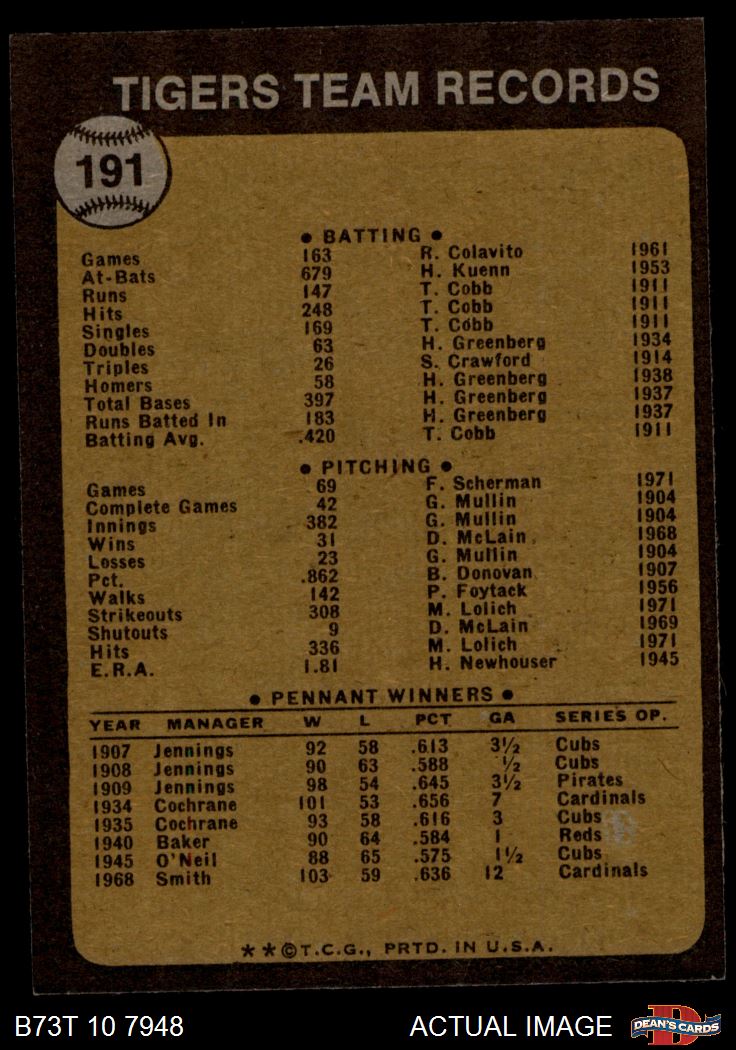 TIGERS TEAM RECORDS
191
• BATTING •
Games 163 R. Colavito 1961
At-Bats 679 H. Kuenn 1953
Runs 147 T. Cobb 1911
Hits 248 T. Cobb 1911
Singles 169 T. Cobb 1911
Doubles 63 H. Greenberg 1934
Triples 26 S. Crawford 1914
Homers 58 H. Greenberg 1938
Total Bases 397 H. Greenberg 1937
Runs Batted In 183 H. Greenberg 1937
Batting Avg. .420 T. Cobb 1911
• PITCHING •
Games 69 F. Scherman 1971
Complete Games 42 G. Mullin 1904
Innings 382 G. Mullin 1904
Wins 31 D. McLain 1968
Losses 23 G. Mullin 1904
Pct. .862 B. Donovan 1907
Walks 142 P. Foytack 1956
Strikeouts 308 M. Lolich 1971
Shutouts 9 D. McLain 1969
Hits 336 M. Lolich 1971
E.R.A. 1.81 H. Newhouser 1945
• PENNANT WINNERS •
YEAR MANAGER W L PCT GA SERIES OP.
1907 Jennings 92 58 .613 3½ Cubs
1908 Jennings 90 63 .588 ½ Cubs
1909 Jennings 98 54 .645 3½ Pirates
1934 Cochrane 101 53 .656 7 Cardinals
1935 Cochrane 93 58 .616 3 Cubs
1940 Baker 90 64 .584 1 Reds
1945 O'Neil 88 65 .575 1½ Cubs
1968 Smith 103 59 .636 12 Cardinals
★★©T.C.G., PRTD. IN U.S.A.
B73T 10 7948 ACTUAL IMAGE D DEAN'S CARDS